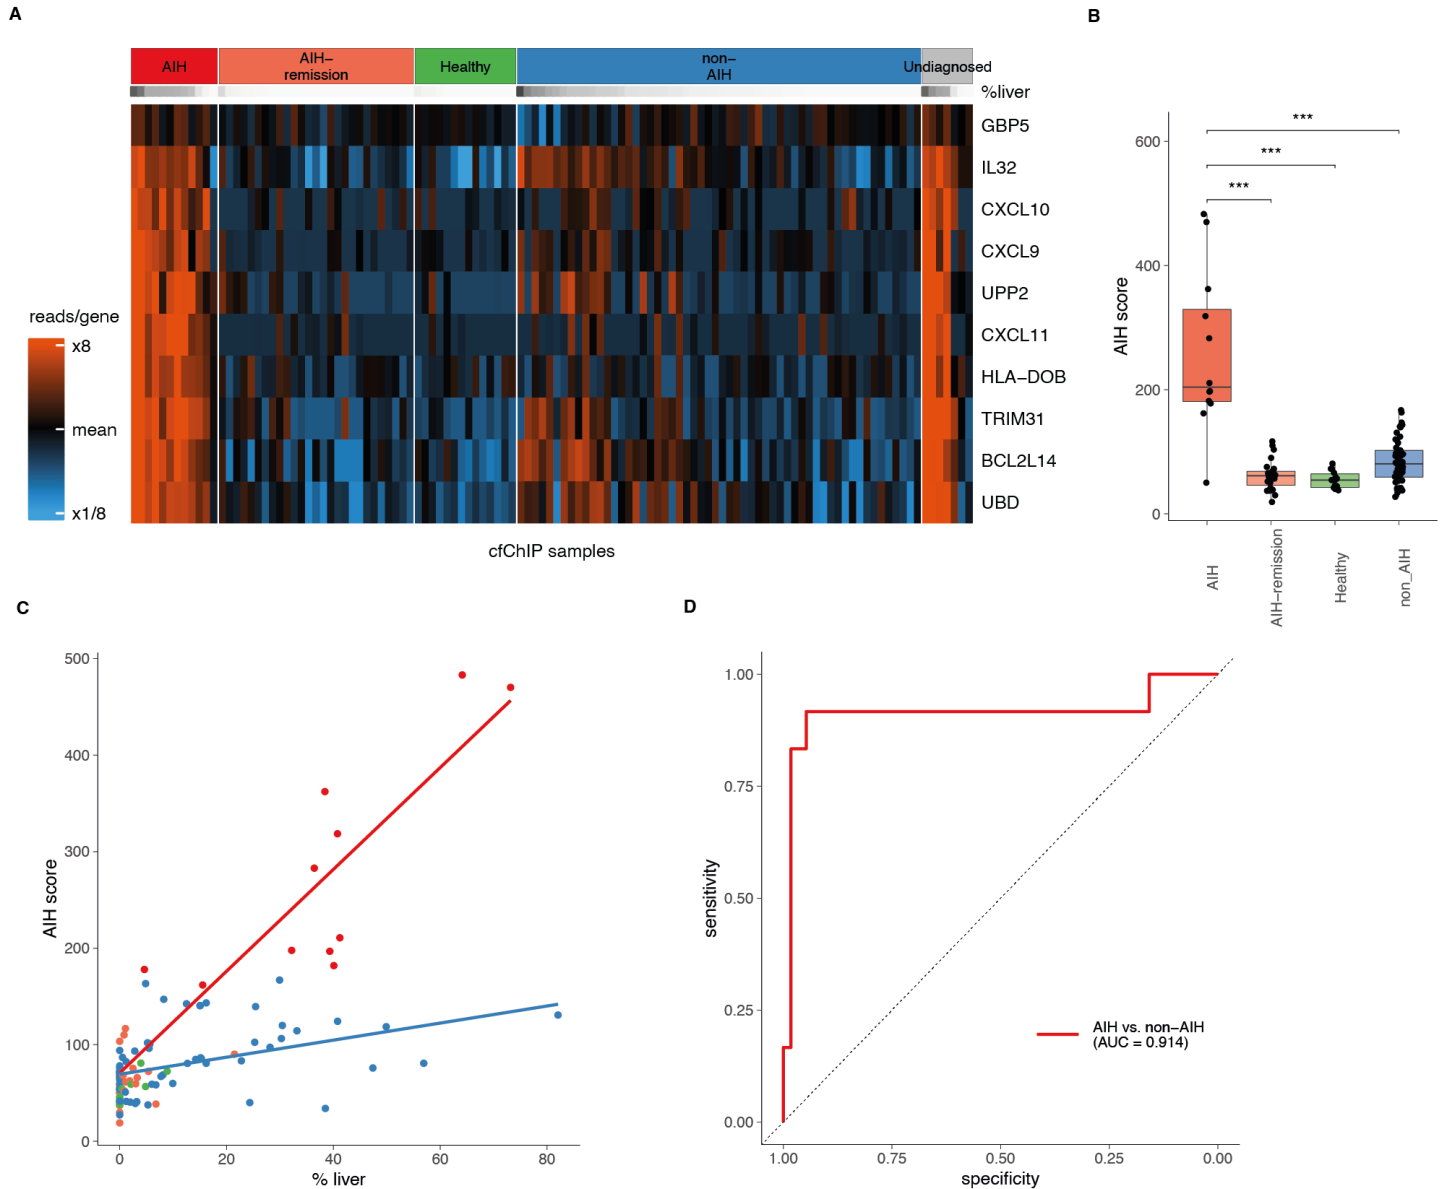 A
AIH
AIH−
remission
Healthy
non−
AIH
Undiagnosed
%liver
GBP5
IL32
CXCL10
CXCL9
UPP2
CXCL11
HLA−DOB
TRIM31
BCL2L14
UBD
reads/gene
x8
mean
x1/8
cfChIP samples
B
AIH score
600
400
200
0
***
***
***
AIH
AIH−remission
Healthy
non_AIH
C
AIH score
500
400
300
200
100
0
0
20
40
60
80
% liver
D
sensitivity
1.00
0.75
0.50
0.25
0.00
AIH vs. non−AIH
(AUC = 0.914)
1.00
0.75
0.50
0.25
0.00
specificity